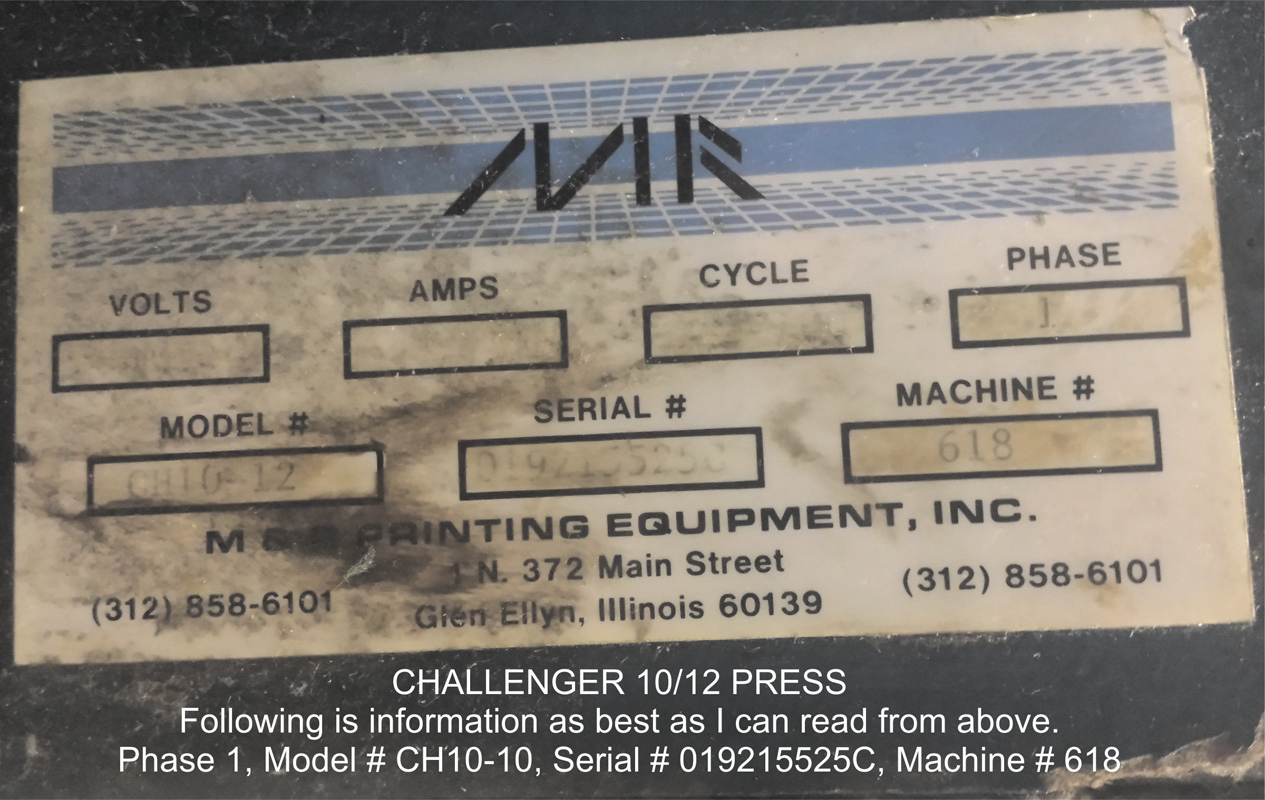 M&R
VOLTS AMPS CYCLE PHASE
1
MODEL # SERIAL # MACHINE #
CH10-12 019215525C 618
M & R PRINTING EQUIPMENT, INC.
1 N. 372 Main Street
(312) 858-6101 Glen Ellyn, Illinois 60139 (312) 858-6101
CHALLENGER 10/12 PRESS
Following is information as best as I can read from above.
Phase 1, Model # CH10-10, Serial # 019215525C, Machine # 618